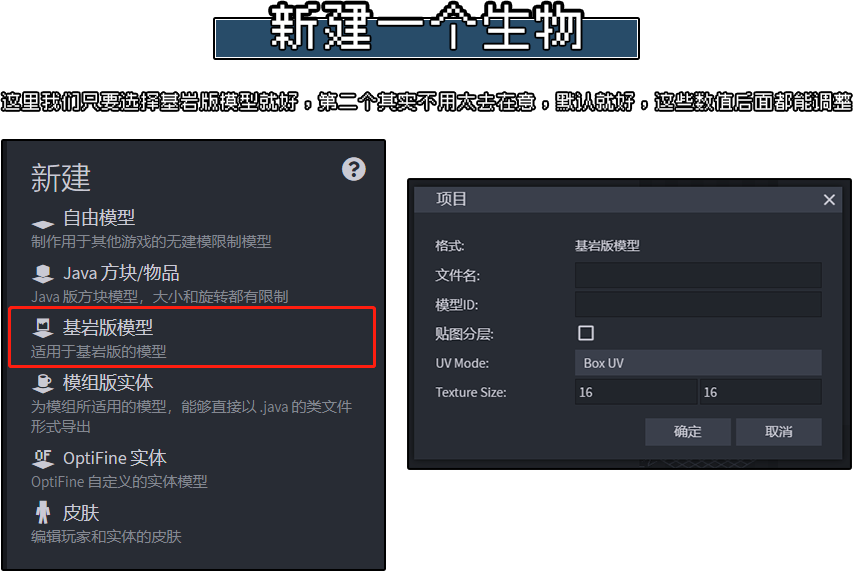 新建一个生物
这里我们只要选择基岩版模型就好，第二个其实不用太去在意，默认就好，这些数值后面都能调整
新建
?
自由模型
制作用于其他游戏的无建模限制模型
Java 方块/物品
Java 版方块模型，大小和旋转都有限制
基岩版模型
适用于基岩版的模型
模组版实体
为模组所适用的模型，能够直接以 .java 的类文件
形式导出
OF
OptiFine 实体
OptiFine 自定义的实体模型
皮肤
编辑玩家和实体的皮肤
项目
格式: 基岩版模型
文件名:
模型ID:
贴图分层:
UV Mode: Box UV
Texture Size: 16 16
确定 取消